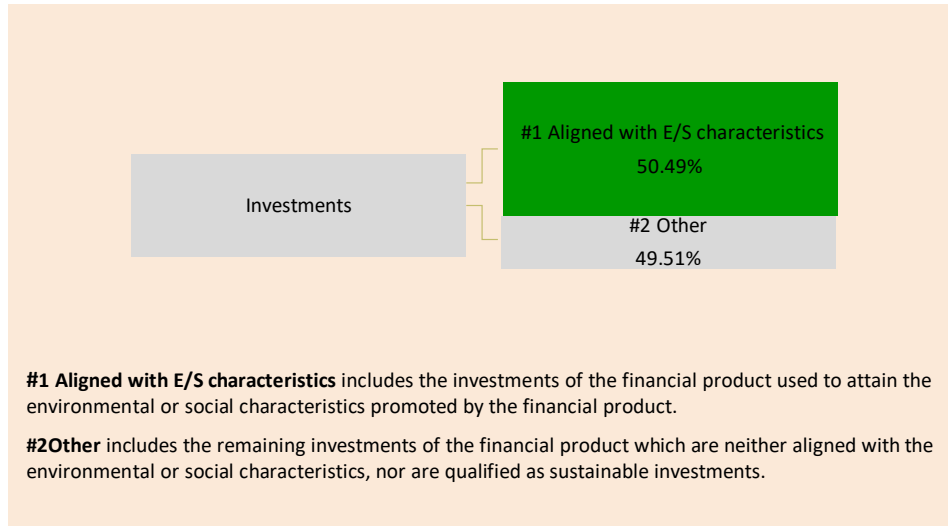 #1 Aligned with E/S characteristics
50.49%
Investments
#2 Other
49.51%
#1 Aligned with E/S characteristics includes the investments of the financial product used to attain the
environmental or social characteristics promoted by the financial product.
#2Other includes the remaining investments of the financial product which are neither aligned with the
environmental or social characteristics, nor are qualified as sustainable investments.